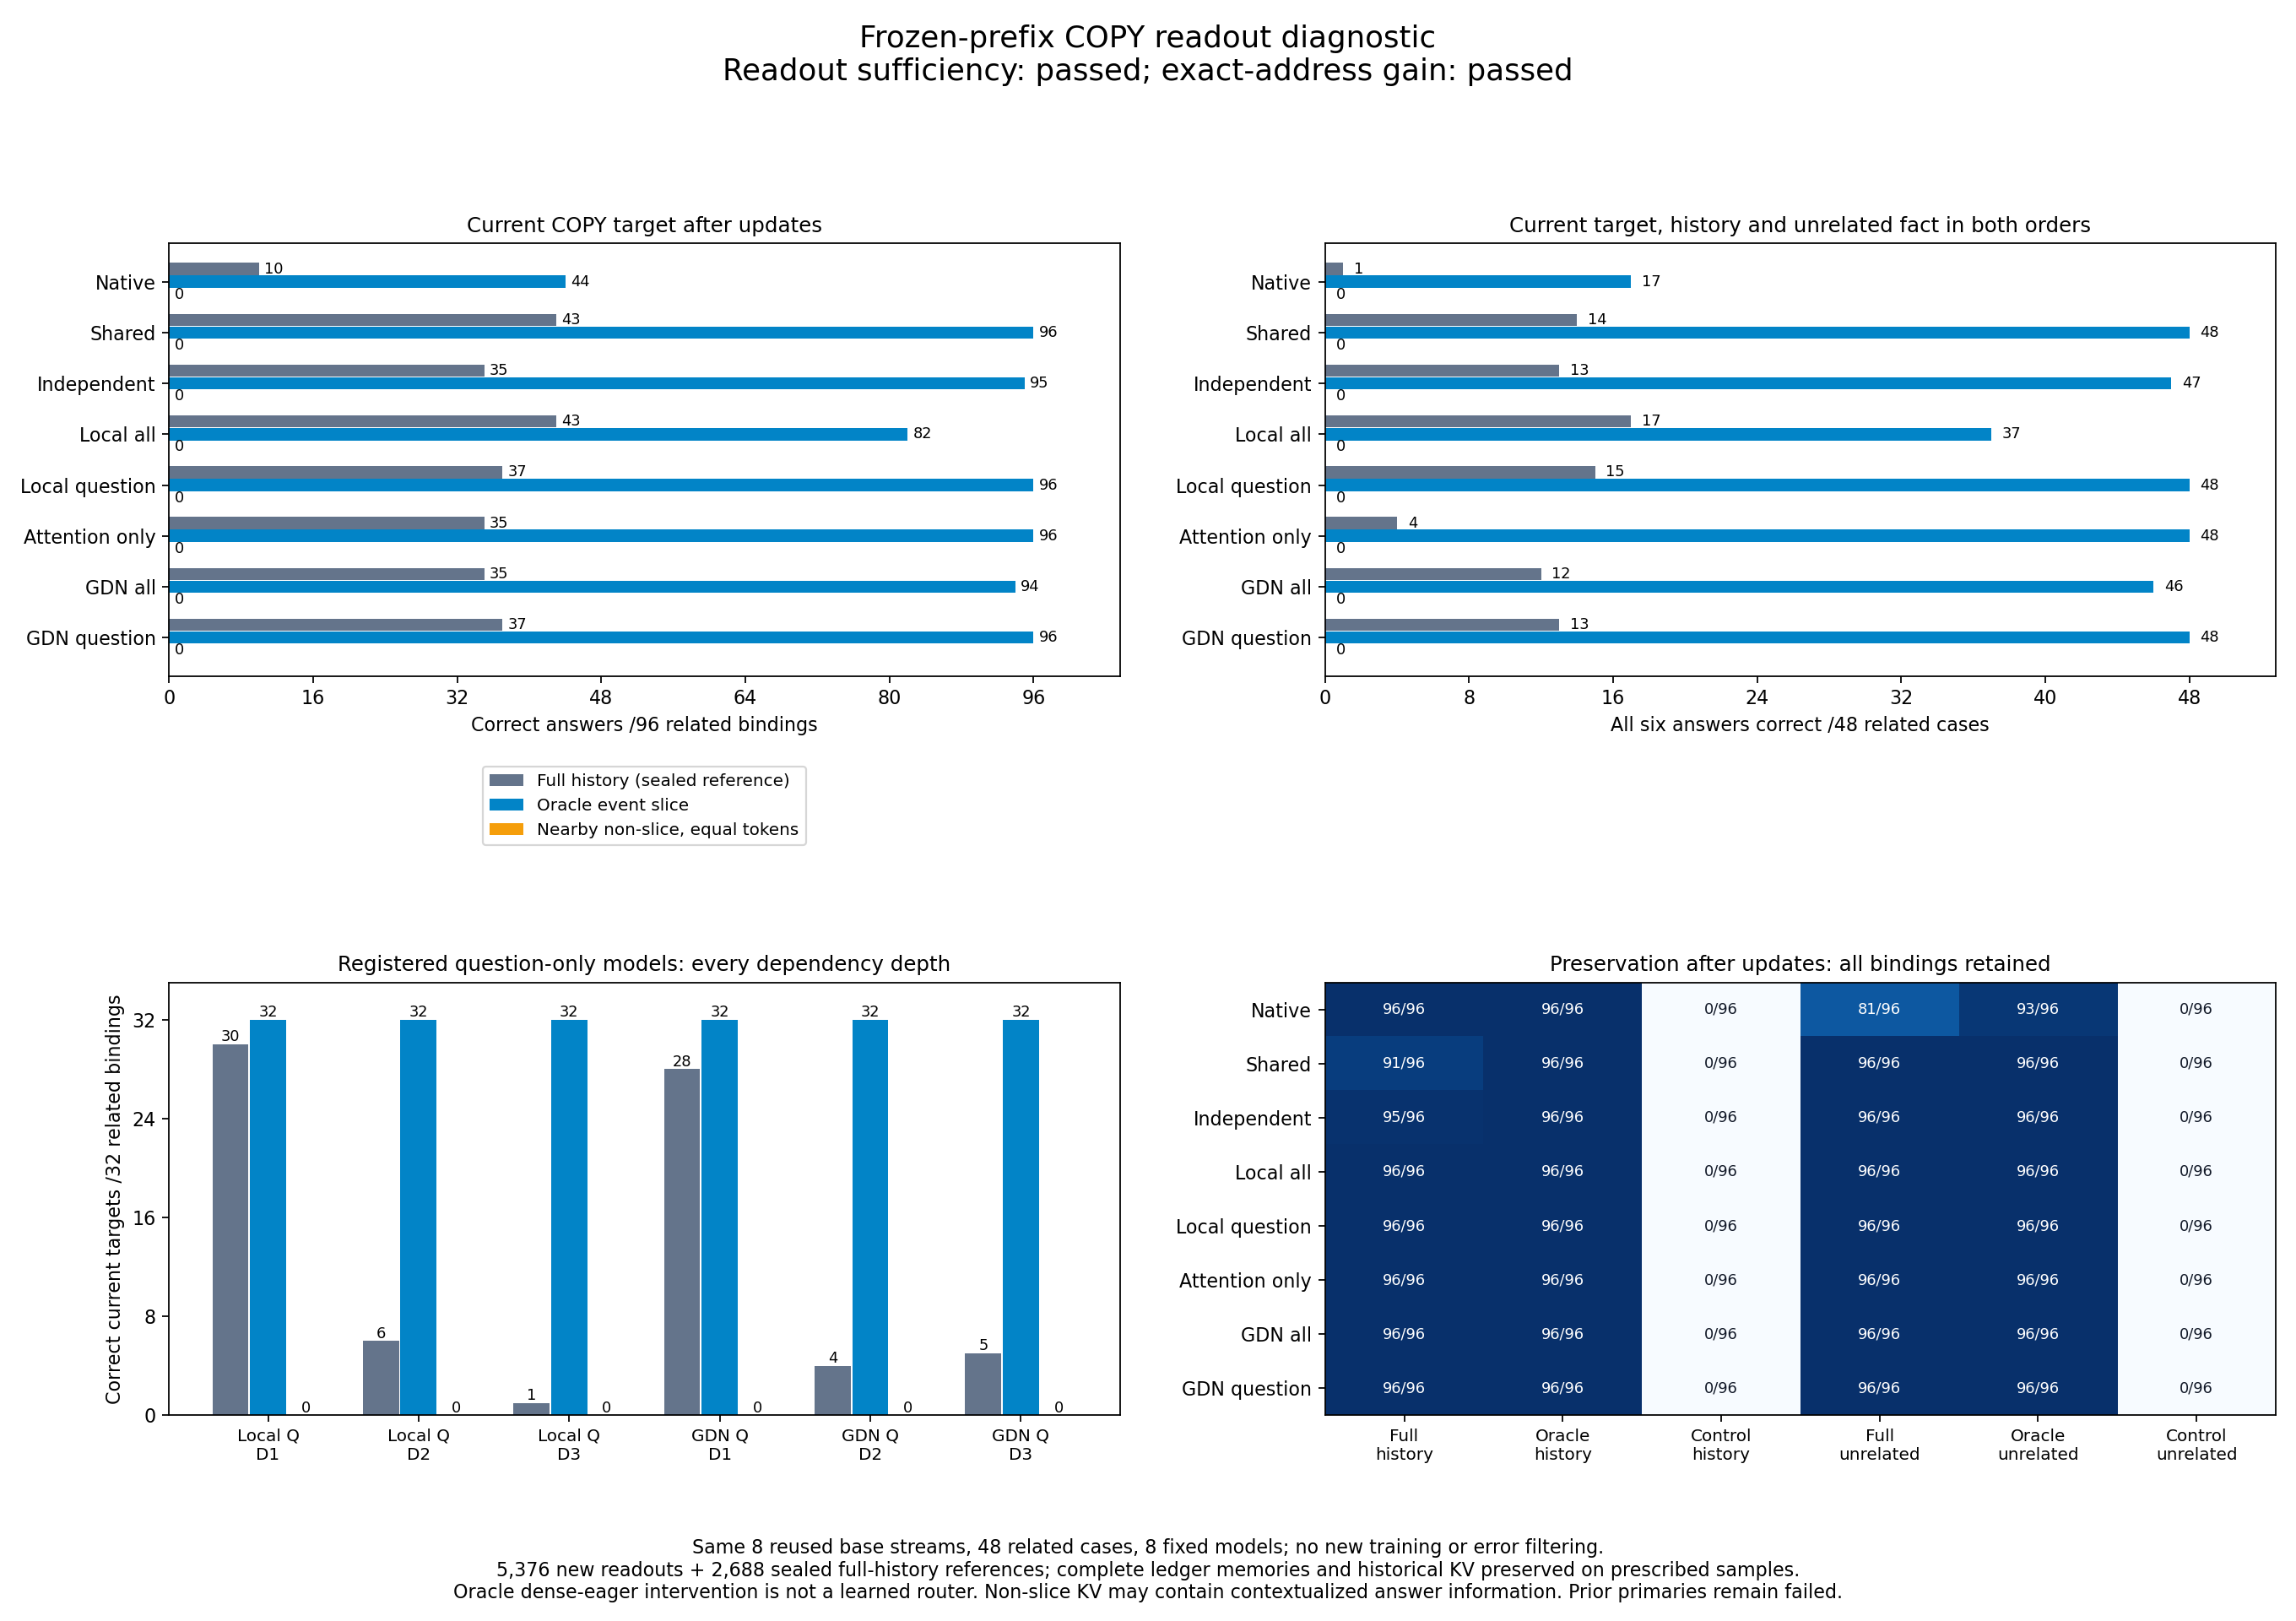 Frozen-prefix COPY readout diagnostic
Readout sufficiency: passed; exact-address gain: passed
Current COPY target after updates
Native
10
44
0
Shared
43
96
0
Independent
35
95
0
Local all
43
82
0
Local question
37
96
0
Attention only
35
96
0
GDN all
35
94
0
GDN question
37
96
0
0 16 32 48 64 80 96
Correct answers /96 related bindings
Full history (sealed reference)
Oracle event slice
Nearby non-slice, equal tokens
Current target, history and unrelated fact in both orders
Native
1
17
0
Shared
14
48
0
Independent
13
47
0
Local all
17
37
0
Local question
15
48
0
Attention only
4
48
0
GDN all
12
46
0
GDN question
13
48
0
0 8 16 24 32 40 48
All six answers correct /48 related cases
Registered question-only models: every dependency depth
Correct current targets /32 related bindings
32
24
16
8
0
30 32 0
6 32 0
1 32 0
28 32 0
4 32 0
5 32 0
Local Q Local Q Local Q GDN Q GDN Q GDN Q
D1 D2 D3 D1 D2 D3
Preservation after updates: all bindings retained
Native 96/96 96/96 0/96 81/96 93/96 0/96
Shared 91/96 96/96 0/96 96/96 96/96 0/96
Independent 95/96 96/96 0/96 96/96 96/96 0/96
Local all 96/96 96/96 0/96 96/96 96/96 0/96
Local question 96/96 96/96 0/96 96/96 96/96 0/96
Attention only 96/96 96/96 0/96 96/96 96/96 0/96
GDN all 96/96 96/96 0/96 96/96 96/96 0/96
GDN question 96/96 96/96 0/96 96/96 96/96 0/96
Full Oracle Control Full Oracle Control
history history history unrelated unrelated unrelated
Same 8 reused base streams, 48 related cases, 8 fixed models; no new training or error filtering.
5,376 new readouts + 2,688 sealed full-history references; complete ledger memories and historical KV preserved on prescribed samples.
Oracle dense-eager intervention is not a learned router. Non-slice KV may contain contextualized answer information. Prior primaries remain failed.